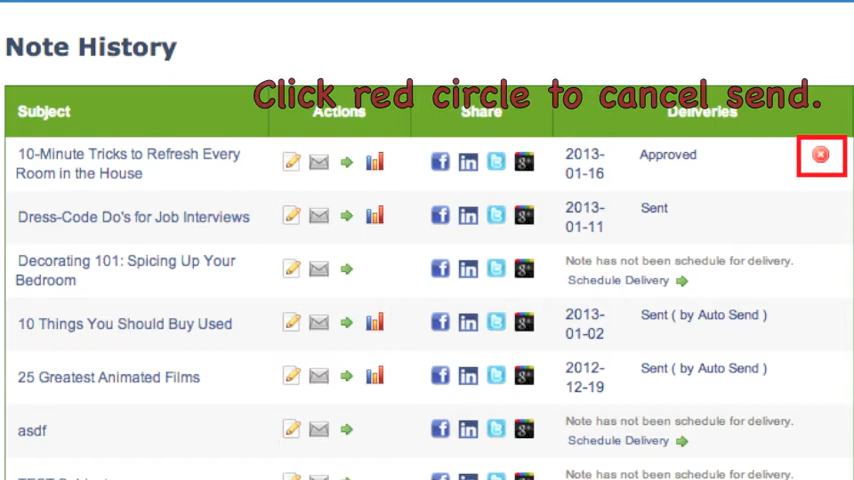 Note History
Click red circle to cancel send.
Subject Actions Share Deliveries
10-Minute Tricks to Refresh Every
Room in the House
2013-
01-16
Approved
Dress-Code Do's for Job Interviews
2013-
01-11
Sent
Decorating 101: Spicing Up Your
Bedroom
Note has not been schedule for delivery.
Schedule Delivery
10 Things You Should Buy Used
2013-
01-02
Sent ( by Auto Send )
25 Greatest Animated Films
2012-
12-19
Sent ( by Auto Send )
asdf
Note has not been schedule for delivery.
Schedule Delivery
Note has not been schedule for delivery.